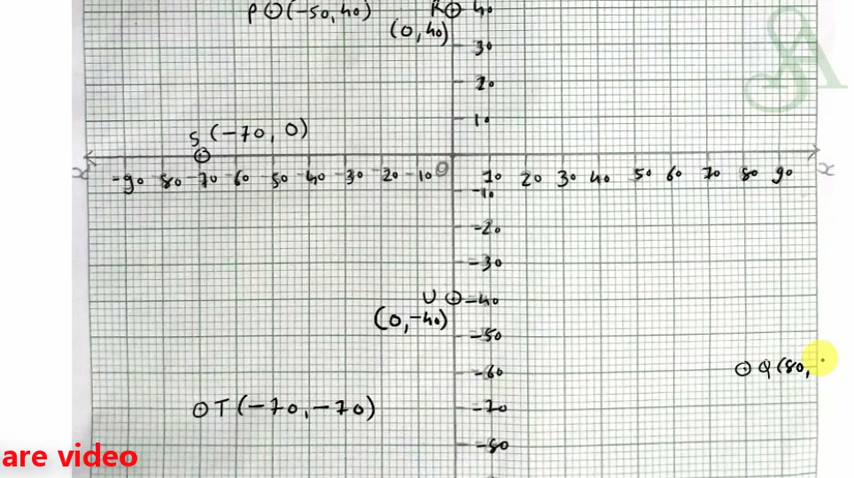 P (-50, 40) R 40
(0, 40) 30
20
10
S (-70, 0)
x -90 -80 -70 -60 -50 -40 -30 -20 -10 0 10 20 30 40 50 60 70 80 90 x
-10
-20
-30
U -40
(0, -40)
-50
-60 Q (80,
T (-70, -70) -70
-80
are video